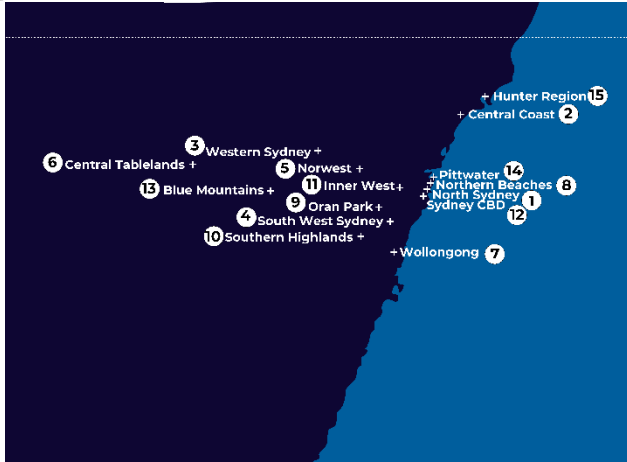 + Hunter Region 15
+ Central Coast 2
3 Western Sydney +
6 Central Tablelands +
5 Norwest +
+ Pittwater 14
13 Blue Mountains +
11 Inner West +
+ Northern Beaches 8
+ North Sydney 1
9 Oran Park +
Sydney CBD 12
4 South West Sydney +
10 Southern Highlands +
+ Wollongong 7